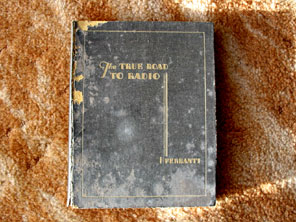 The TRUE ROAD
TO RADIO
FERRANTI